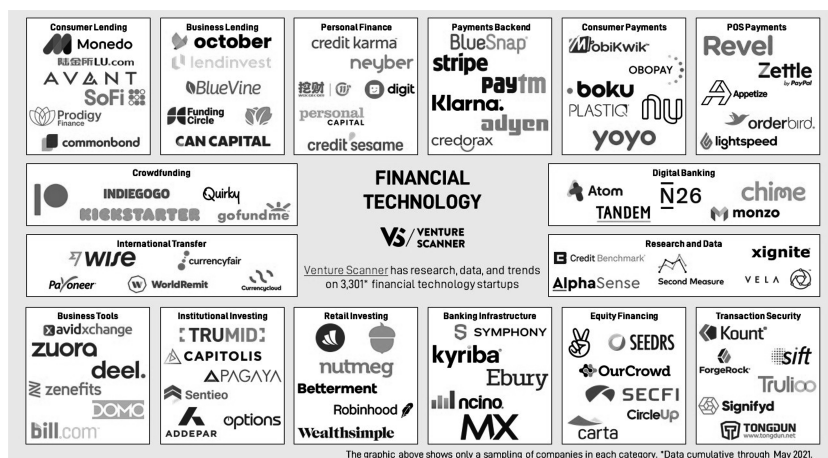 Consumer Lending
Monedo
陆金所LU.com
AVANT
SoFi
Prodigy
Finance
commonbond
Business Lending
october
lendinvest
BlueVine
Funding
Circle
CAN CAPITAL
Personal Finance
credit karma
neyber
挖财
digit
personal
CAPITAL
credit sesame
Payments Backend
BlueSnap
stripe
paytm
Klarna.
adyen
credorax
Consumer Payments
MobiKwik
OBOPAY
boku
PLASTIQ
nu
yoyo
POS Payments
Revel
Zettle
by PayPal
Appetize
orderbird.
lightspeed
Crowdfunding
INDIEGOGO
Quirky
KICKSTARTER
gofundme
FINANCIAL
TECHNOLOGY
VS/ VENTURE
SCANNER
Venture Scanner has research, data, and trends
on 3,301* financial technology startups
Digital Banking
Atom
N26
chime
TANDEM
monzo
International Transfer
WISE
currencyfair
Payoneer
W WorldRemit
Currencycloud
Research and Data
Credit Benchmark
xignite
AlphaSense
Second Measure
VELA
Business Tools
avidxchange
zuora
deel.
zenefits
DOMO
bill.com
Institutional Investing
[TRUMID]
CAPITOLIS
APAGAYA
Sentieo
ADDEPAR
options
Retail Investing
nutmeg
Betterment
Robinhood
Wealthsimple
Banking Infrastructure
SYMPHONY
kyriba
Ebury
ncino.
MX
Equity Financing
SEEDRS
OurCrowd
SECFI
CircleUp
carta
Transaction Security
Kount
ForgeRock
sift
Trulioo
Signifyd
TONGDUN
www.tongdun.net
The graphic above shows only a sampling of companies in each category. *Data cumulative through May 2021.